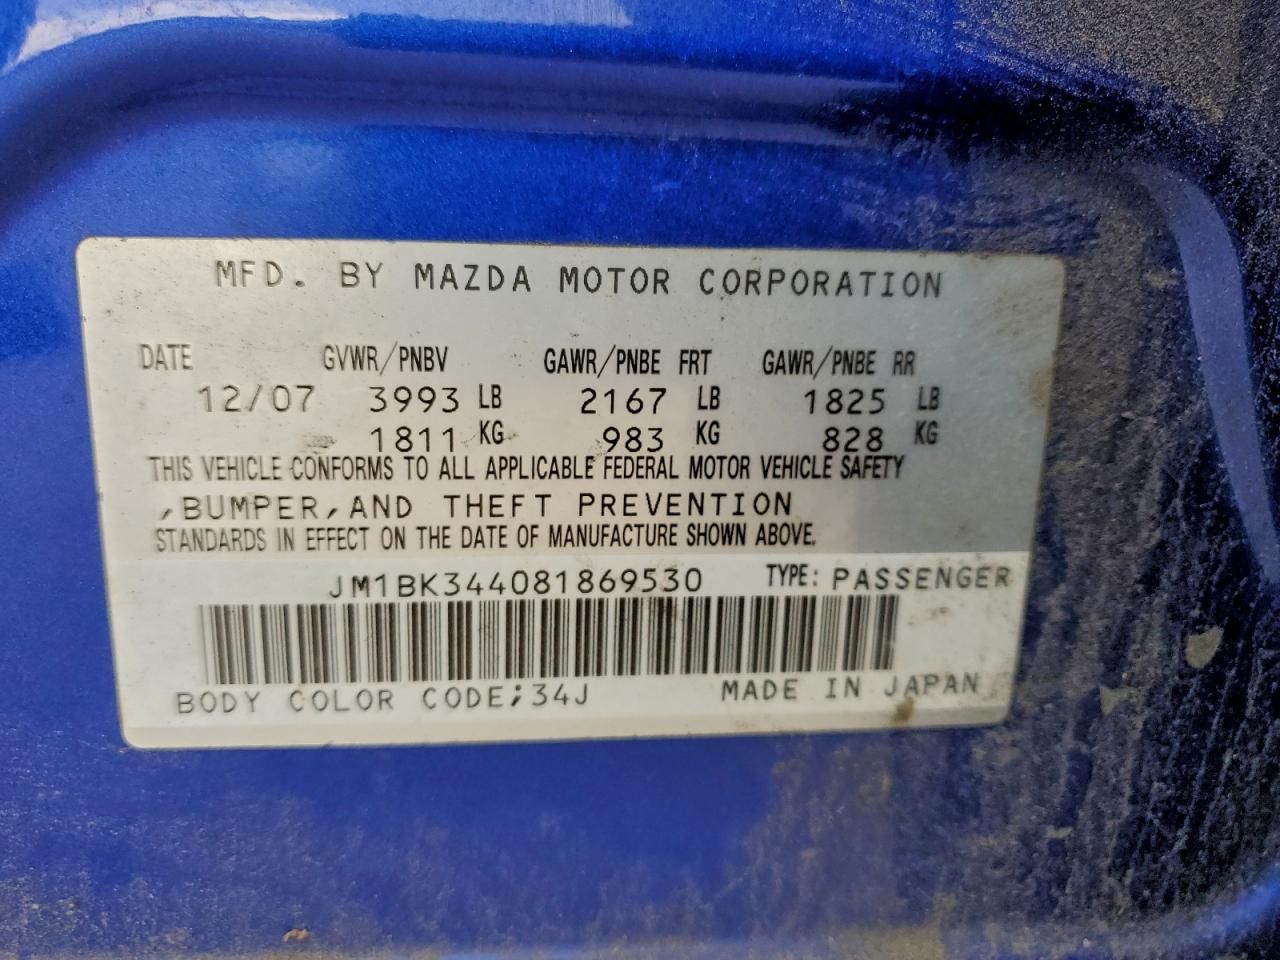 MFD. BY MAZDA MOTOR CORPORATION
DATE GVWR/PNBV GAWR/PNBE FRT GAWR/PNBE RR
12/07 3993 LB 2167 LB 1825 LB
1811 KG 983 KG 828 KG
THIS VEHICLE CONFORMS TO ALL APPLICABLE FEDERAL MOTOR VEHICLE SAFETY
,BUMPER,AND THEFT PREVENTION
STANDARDS IN EFFECT ON THE DATE OF MANUFACTURE SHOWN ABOVE.
JM1BK344081869530 TYPE: PASSENGER
BODY COLOR CODE;34J MADE IN JAPAN